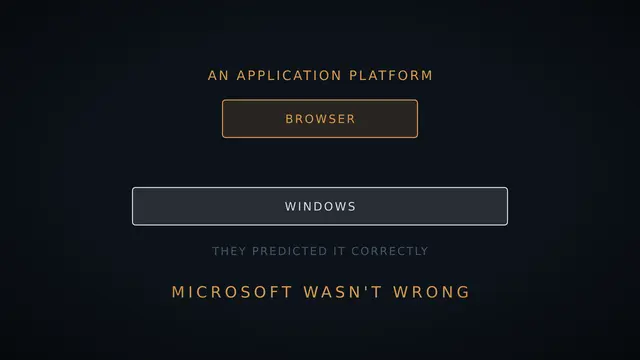 AN APPLICATION PLATFORM
BROWSER
WINDOWS
THEY PREDICTED IT CORRECTLY
MICROSOFT WASN'T WRONG